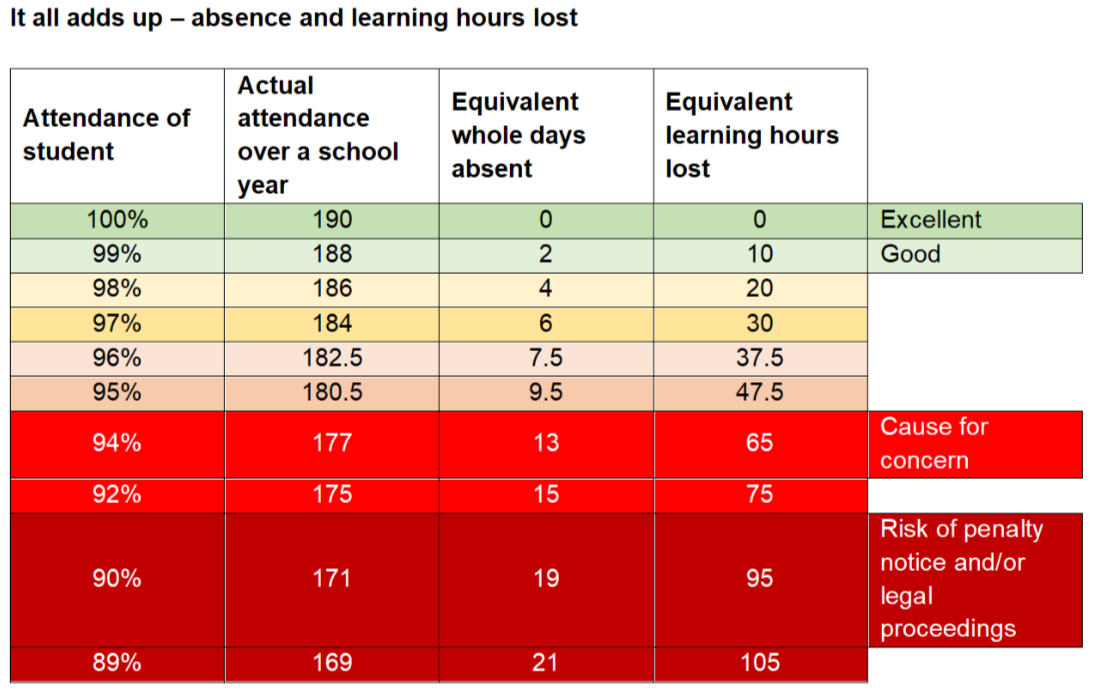 It all adds up – absence and learning hours lost
Attendance of
student
Actual
attendance
over a school
year
Equivalent
whole days
absent
Equivalent
learning hours
lost
100% 190 0 0 Excellent
99% 188 2 10 Good
98% 186 4 20
97% 184 6 30
96% 182.5 7.5 37.5
95% 180.5 9.5 47.5
94% 177 13 65
Cause for
concern
92% 175 15 75
90% 171 19 95
Risk of penalty
notice and/or
legal
proceedings
89% 169 21 105